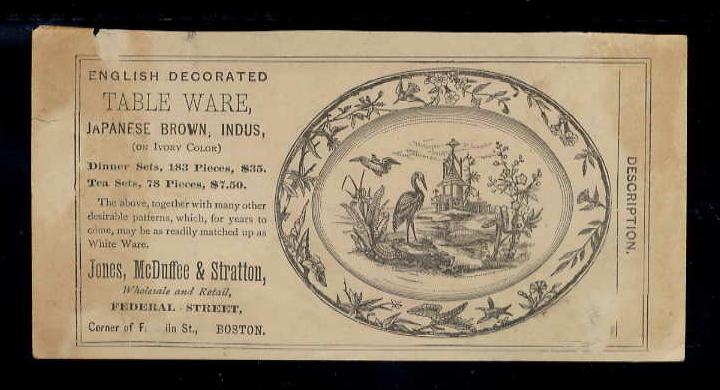 ENGLISH DECORATED
TABLE WARE,
JAPANESE BROWN, INDUS,
(ON IVORY COLOR)
Dinner Sets, 183 Pieces, $35.
Tea Sets, 78 Pieces, $7.50.
The above, together with many other
desirable patterns, which, for years to
come, may be as readily matched up as
White Ware.
Jones, McDuffee & Stratton,
Wholesale and Retail,
FEDERAL STREET,
Corner of F lin St., BOSTON.
DESCRIPTION.